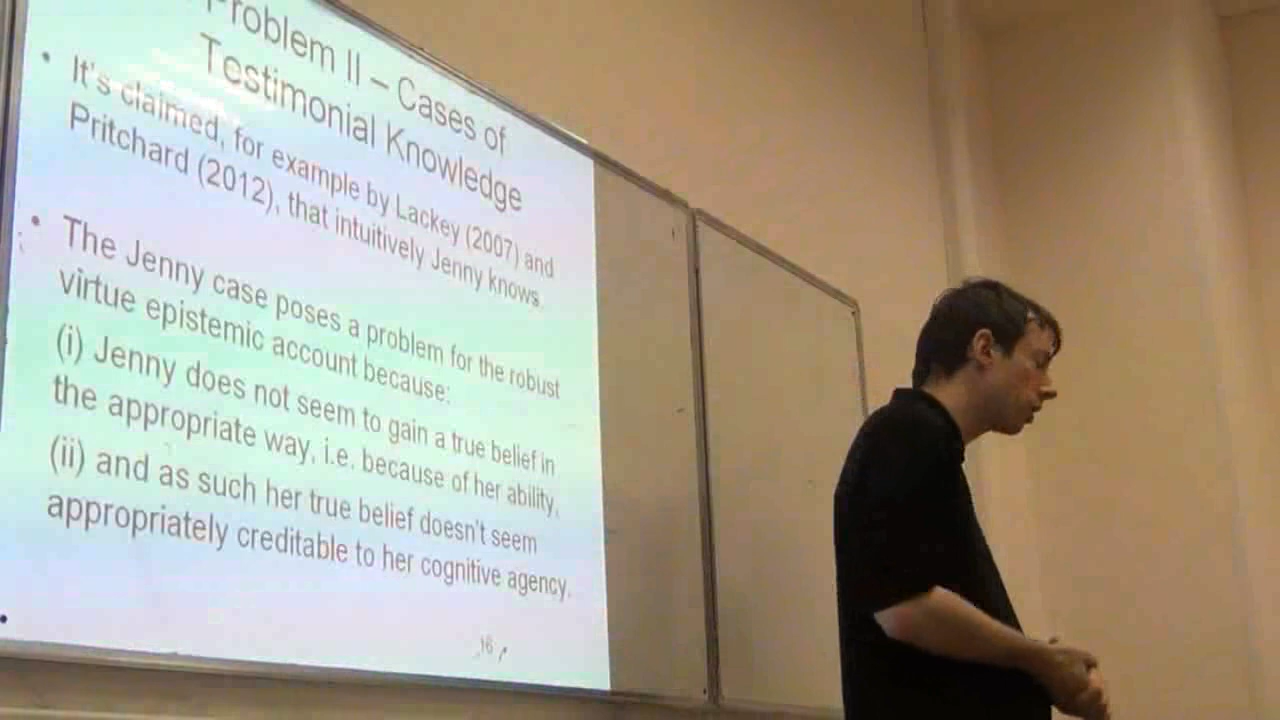 Problem II – Cases of
Testimonial Knowledge
• It's claimed, for example by Lackey (2007) and
Pritchard (2012), that intuitively Jenny knows.
• The Jenny case poses a problem for the robust
virtue epistemic account because:
(i) Jenny does not seem to gain a true belief in
the appropriate way, i.e. because of her ability,
(ii) and as such her true belief doesn't seem
appropriately creditable to her cognitive agency.
16